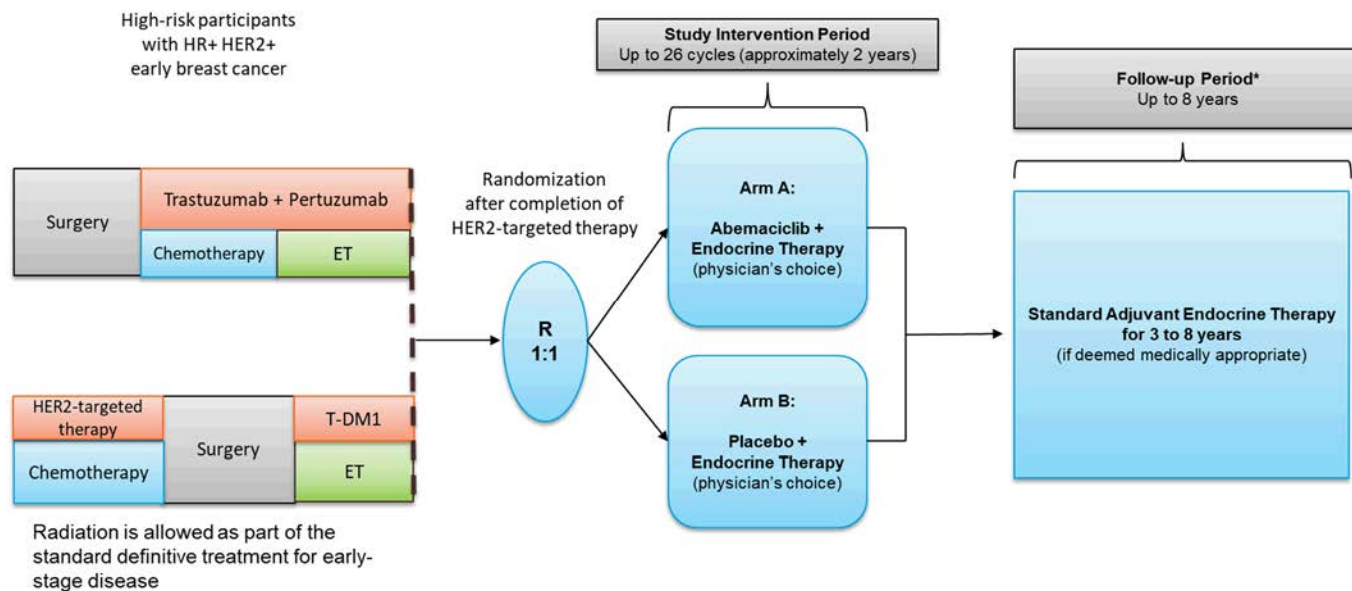 High-risk participants
with HR+ HER2+
early breast cancer
Surgery
Trastuzumab + Pertuzumab
Chemotherapy
ET
HER2-targeted
therapy
Chemotherapy
Surgery
T-DM1
ET
Radiation is allowed as part of the
standard definitive treatment for early-
stage disease
Randomization
after completion of
HER2-targeted therapy
R
1:1
Study Intervention Period
Up to 26 cycles (approximately 2 years)
Arm A:
Abemaciclib +
Endocrine Therapy
(physician's choice)
Arm B:
Placebo +
Endocrine Therapy
(physician's choice)
Follow-up Period*
Up to 8 years
Standard Adjuvant Endocrine Therapy
for 3 to 8 years
(if deemed medically appropriate)